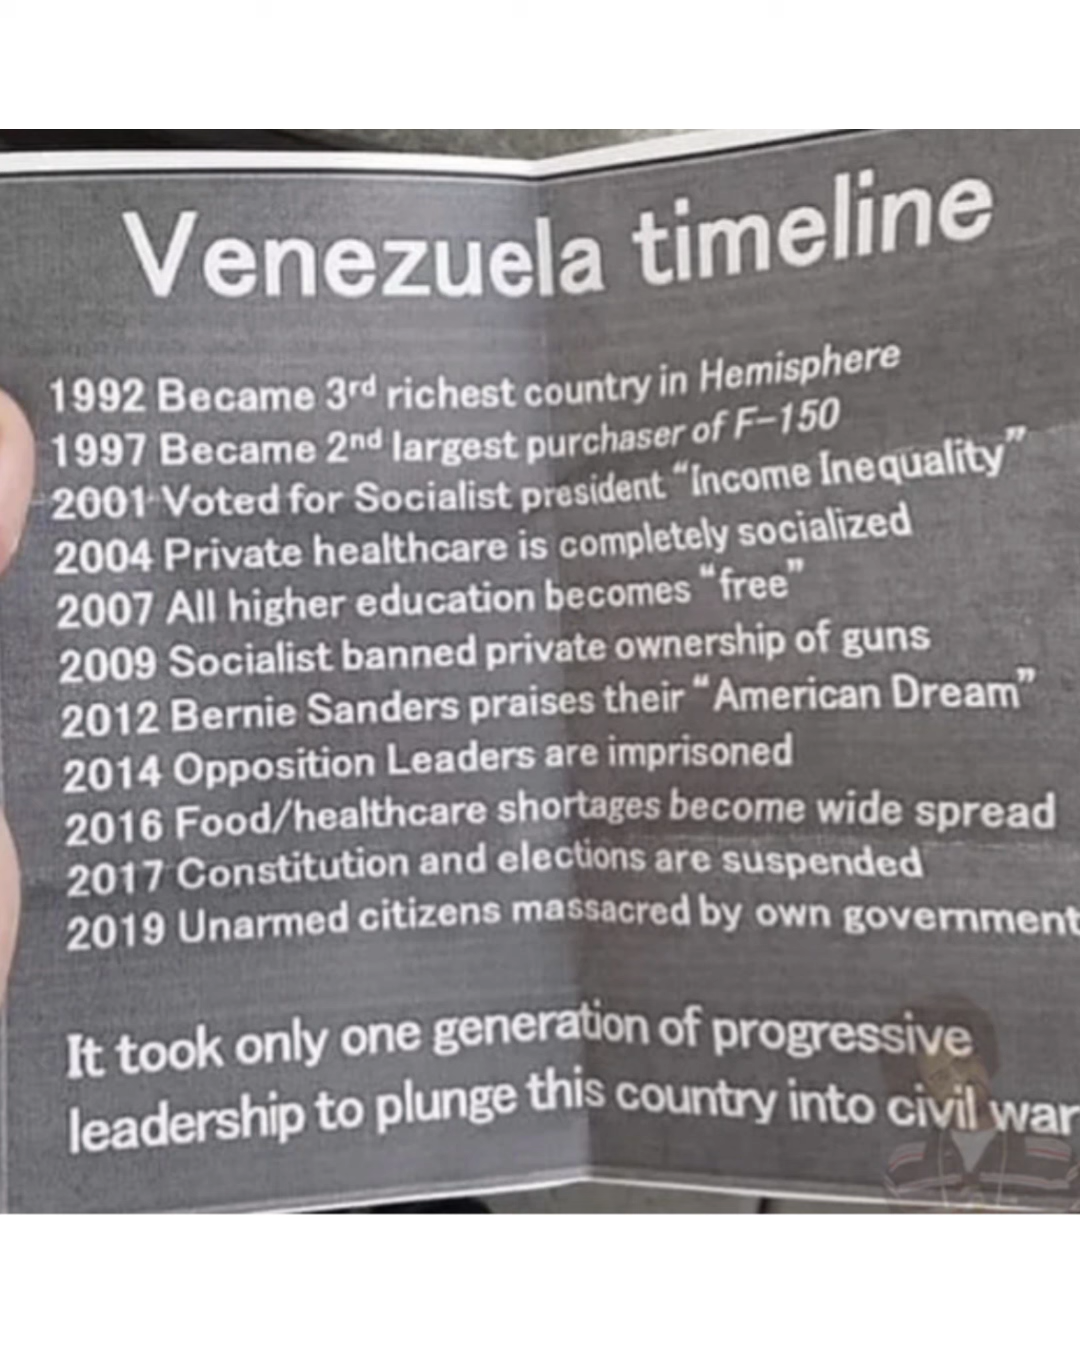 Venezuela timeline
1992 Became 3rd richest country in Hemisphere
1997 Became 2nd largest purchaser of F-150
2001 Voted for Socialist president “Income Inequality”
2004 Private healthcare is completely socialized
2007 All higher education becomes “free”
2009 Socialist banned private ownership of guns
2012 Bernie Sanders praises their “American Dream”
2014 Opposition Leaders are imprisoned
2016 Food/healthcare shortages become wide spread
2017 Constitution and elections are suspended
2019 Unarmed citizens massacred by own government
It took only one generation of progressive
leadership to plunge this country into civil war